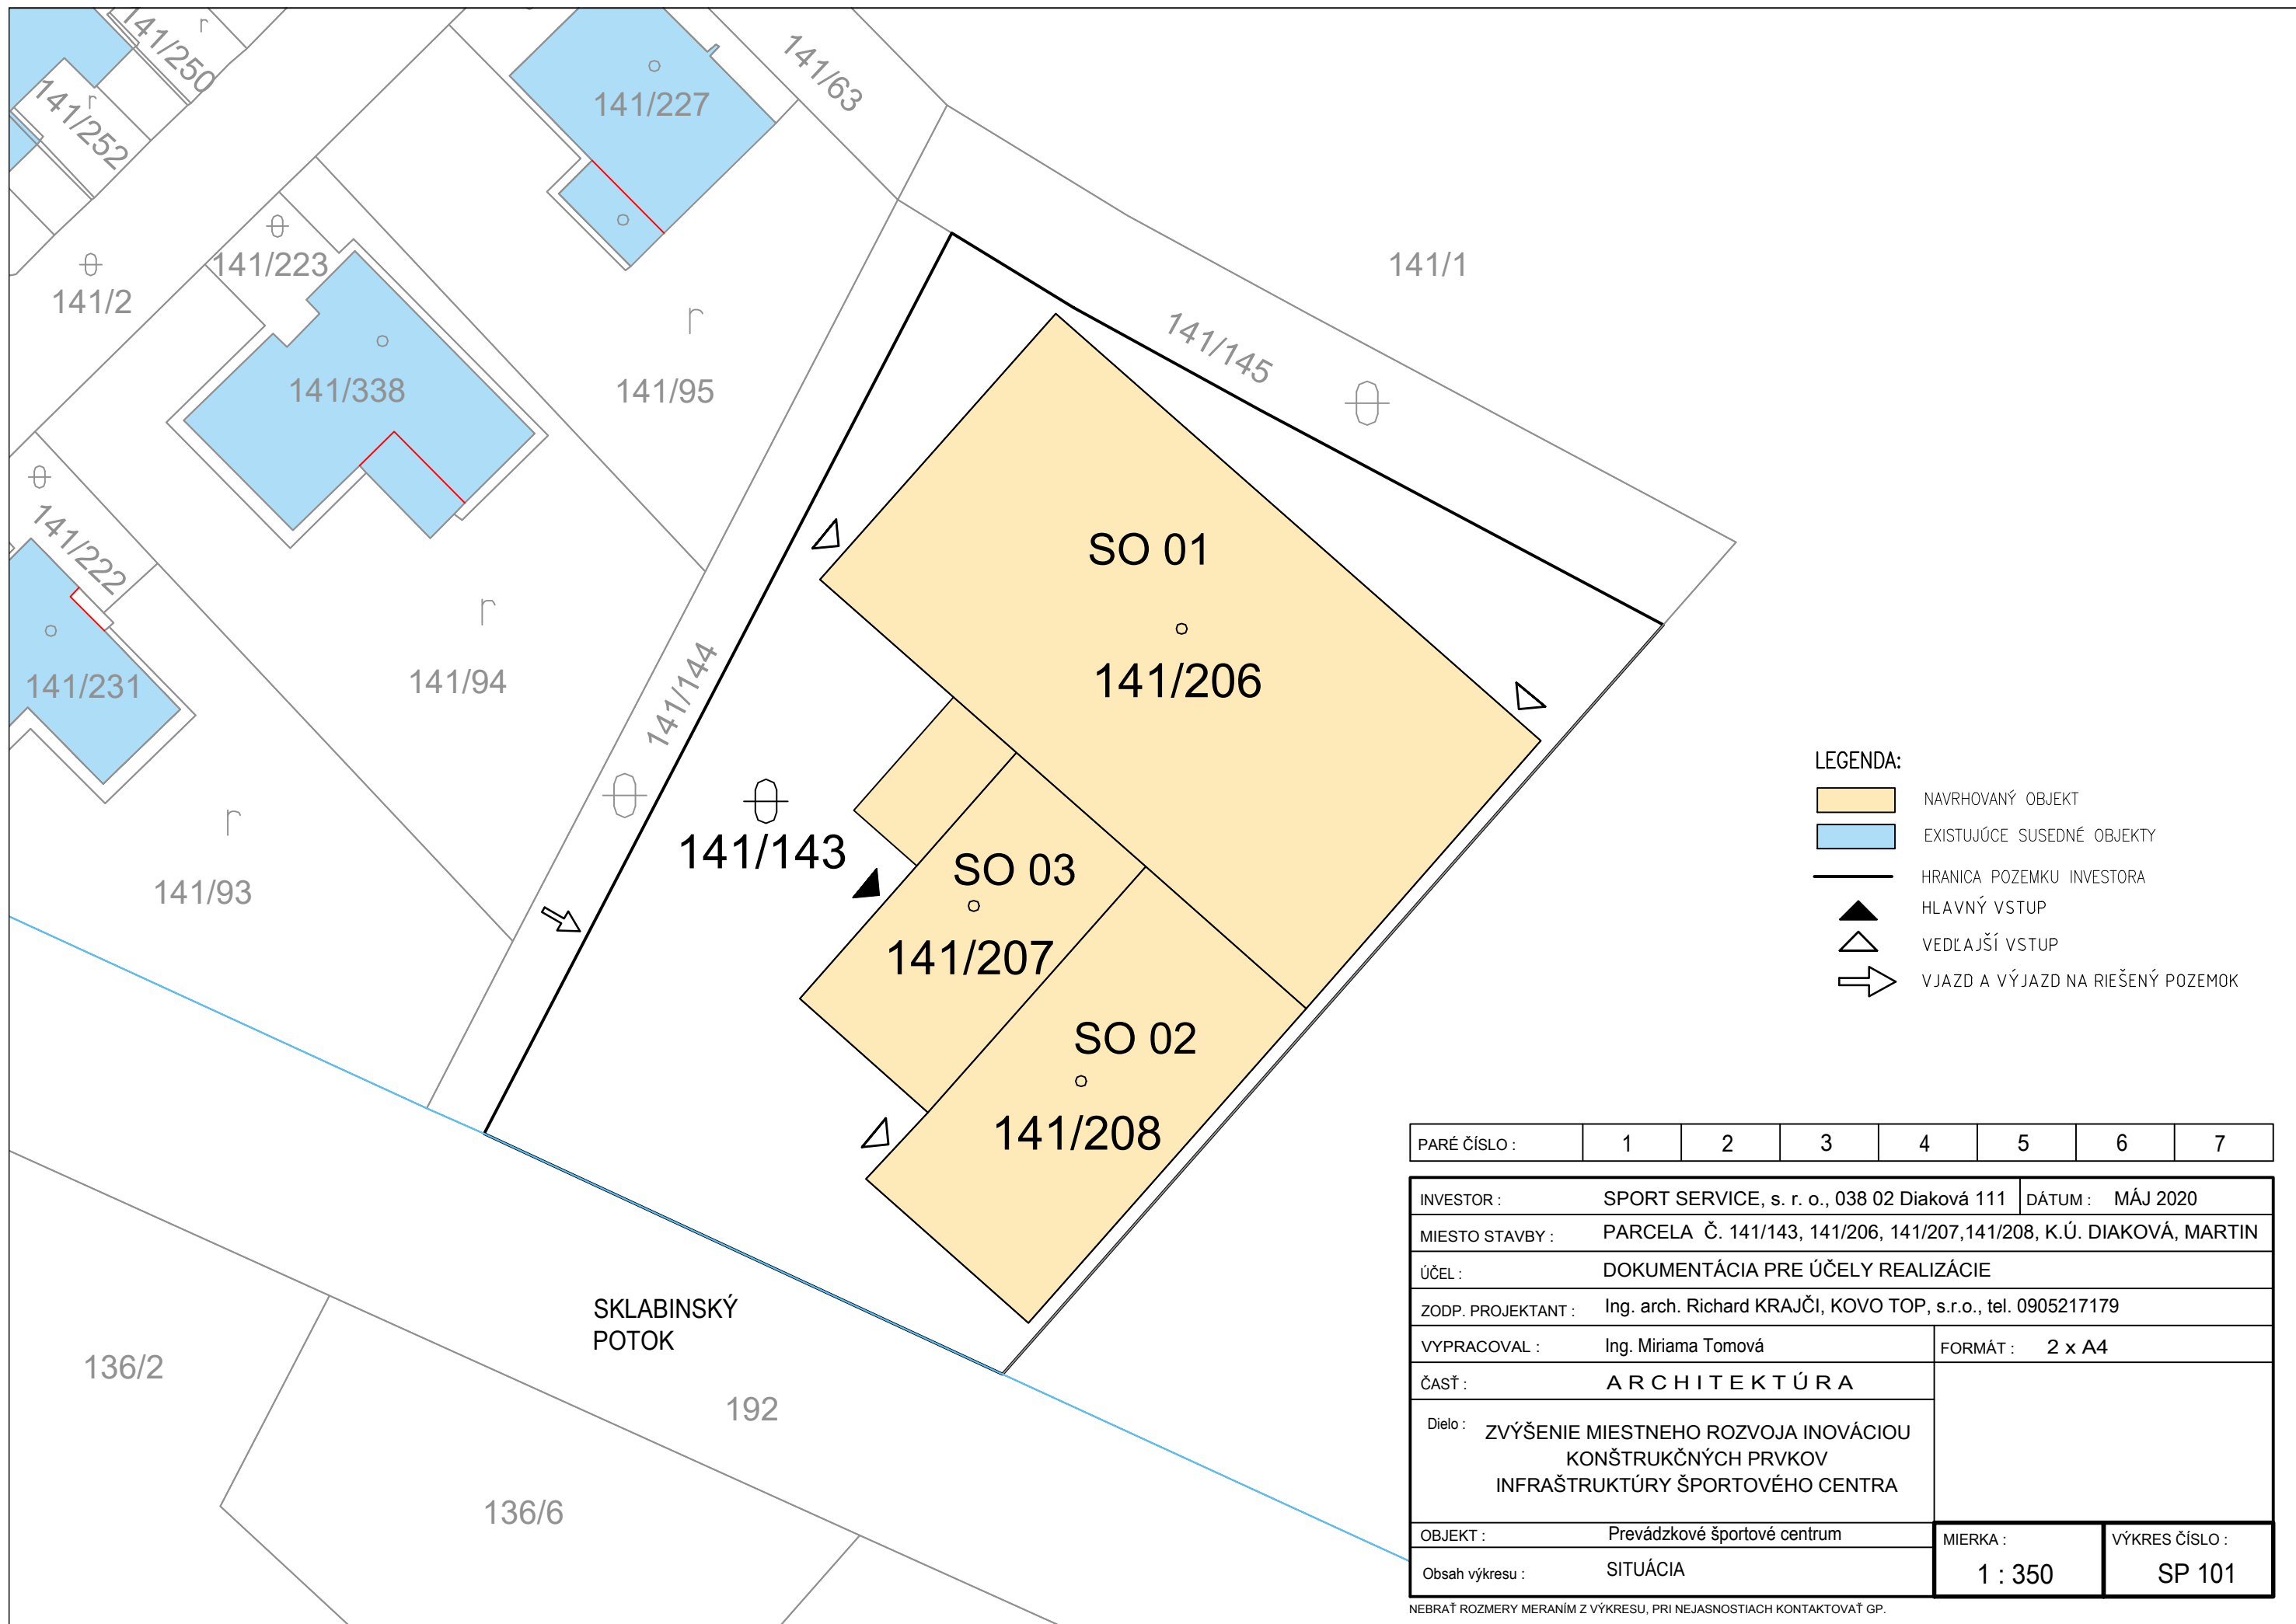 141/250
r
141/252
r
141/227
141/63
141/2
141/223
141/1
141/338
141/95
r
141/145
141/222
141/231
141/94
r
141/144
SO 01
141/206
141/93
r
141/143
SO 03
141/207
SO 02
141/208
SKLABINSKÝ
POTOK
136/2
192
136/6
LEGENDA:
NAVRHOVANÝ OBJEKT
EXISTUJÚCE SUSEDNÉ OBJEKTY
HRANICA POZEMKU INVESTORA
HLAVNÝ VSTUP
VEDĽAJŠÍ VSTUP
VJAZD A VÝJAZD NA RIEŠENÝ POZEMOK
PARÉ ČÍSLO : 1 2 3 4 5 6 7
INVESTOR : SPORT SERVICE, s. r. o., 038 02 Diaková 111 DÁTUM : MÁJ 2020
MIESTO STAVBY : PARCELA Č. 141/143, 141/206, 141/207,141/208, K.Ú. DIAKOVÁ, MARTIN
ÚČEL : DOKUMENTÁCIA PRE ÚČELY REALIZÁCIE
ZODP. PROJEKTANT : Ing. arch. Richard KRAJČI, KOVO TOP, s.r.o., tel. 0905217179
VYPRACOVAL : Ing. Miriama Tomová FORMÁT : 2 x A4
ČASŤ : ARCHITEKTÚRA
Dielo : ZVÝŠENIE MIESTNEHO ROZVOJA INOVÁCIOU
KONŠTRUKČNÝCH PRVKOV
INFRAŠTRUKTÚRY ŠPORTOVÉHO CENTRA
OBJEKT : Prevádzkové športové centrum
Obsah výkresu : SITUÁCIA
MIERKA :
1 : 350
VÝKRES ČÍSLO :
SP 101
NEBRAŤ ROZMERY MERANÍM Z VÝKRESU, PRI NEJASNOSTIACH KONTAKTOVAŤ GP.